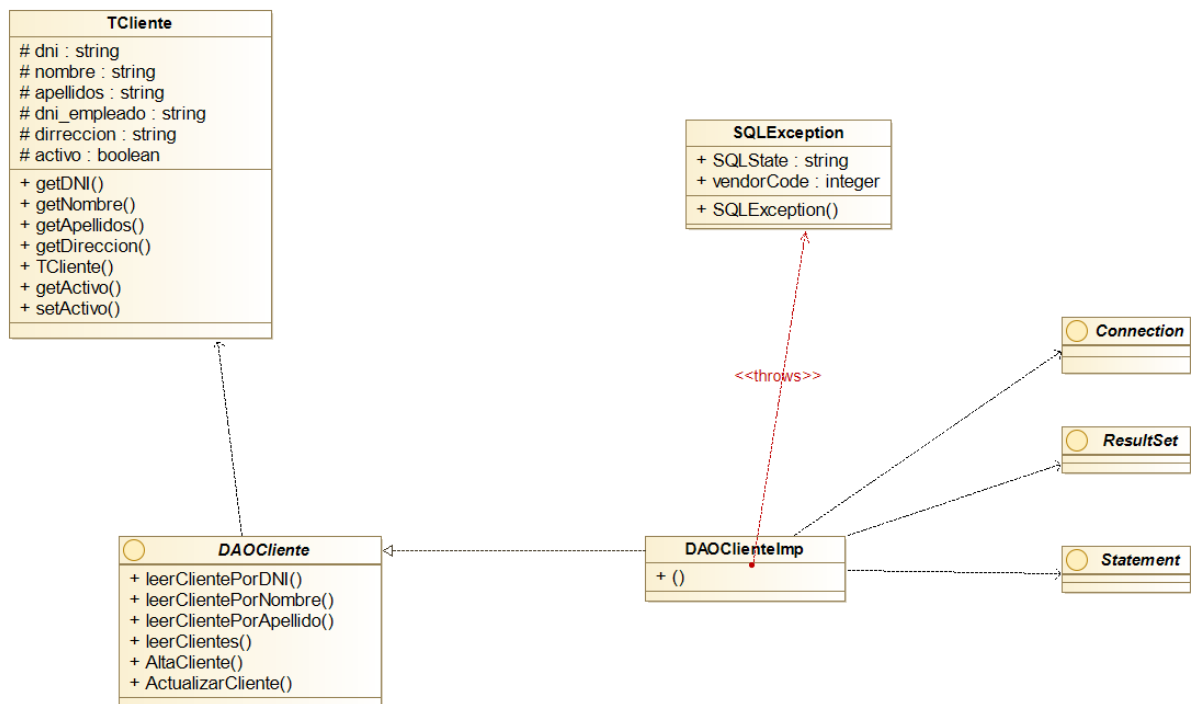 TCliente
# dni : string
# nombre : string
# apellidos : string
# dni_empleado : string
# dirreccion : string
# activo : boolean
+ getDNI()
+ getNombre()
+ getApellidos()
+ getDireccion()
+ TCliente()
+ getActivo()
+ setActivo()
SQLException
+ SQLState : string
+ vendorCode : integer
+ SQLException()
<<throws>>
Connection
ResultSet
Statement
DAOCliente
+ leerClientePorDNI()
+ leerClientePorNombre()
+ leerClientePorApellido()
+ leerClientes()
+ AltaCliente()
+ ActualizarCliente()
DAOClienteImp
+ ()